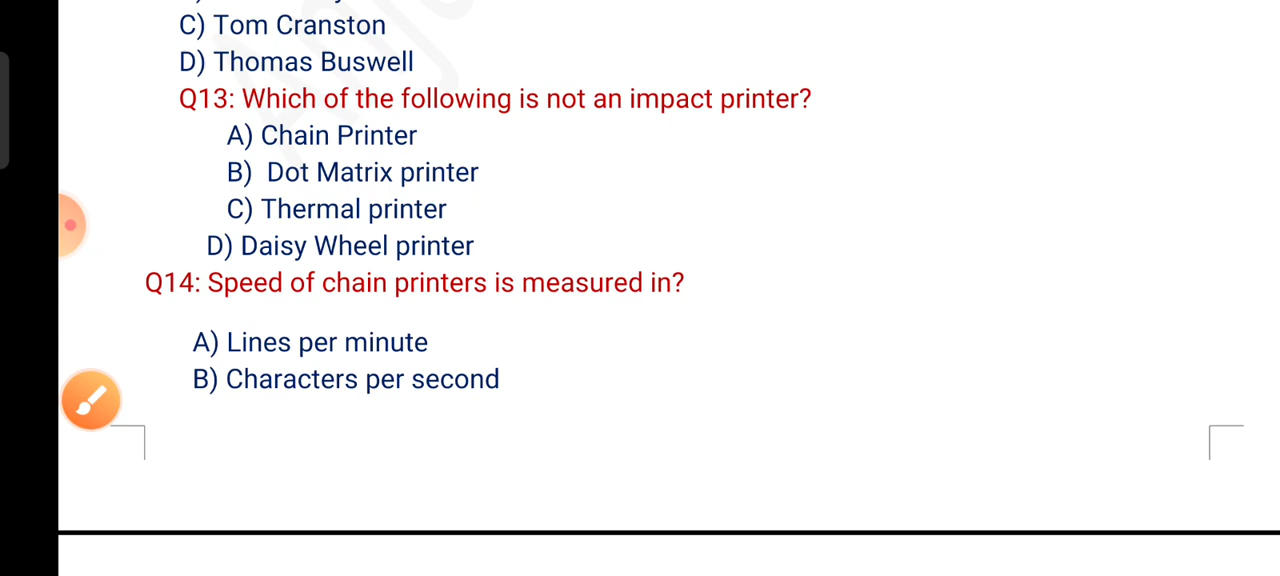 C) Tom Cranston
D) Thomas Buswell
Q13: Which of the following is not an impact printer?
A) Chain Printer
B) Dot Matrix printer
C) Thermal printer
D) Daisy Wheel printer
Q14: Speed of chain printers is measured in?
A) Lines per minute
B) Characters per second